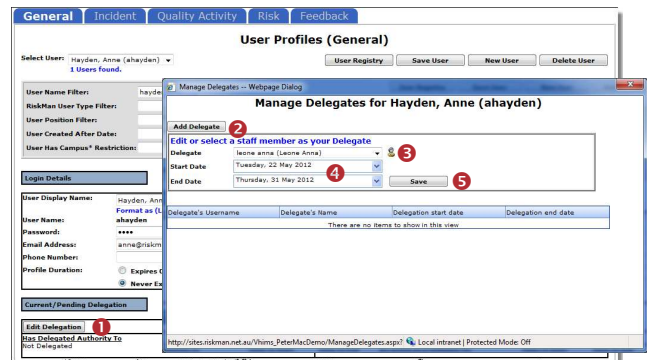 General Incident Quality Activity Risk Feedback
User Profiles (General)
Select User: Hayden, Anne (ahayden)
1 Users found.
User Registry Save User New User Delete User
User Name Filter: hayde
RiskMan User Type Filter:
User Position Filter:
User Created After Date:
User Has Campus* Restriction:
Manage Delegates -- Webpage Dialog
Manage Delegates for Hayden, Anne (ahayden)
Add Delegate 2
Edit or select a staff member as your Delegate
Delegate leone anna (Leone Anna) 3
Start Date Tuesday, 22 May 2012 4
End Date Thursday, 31 May 2012 Save 5
Delegate's Username Delegate's Name Delegation start date Delegation end date
There are no items to show in this view
http://sites.riskman.net.au/Vhims_PeterMacDemo/ManageDelegates.aspx? Local intranet | Protected Mode: Off
Login Details
User Display Name: Hayden, Ann
Format as (L
User Name: ahayden
Password: ••••
Email Address: anne@riskm
Phone Number:
Profile Duration: Expires
Never Ex
Current/Pending Delegation
Edit Delegation 1
Has Delegated Authority To
Not Delegated